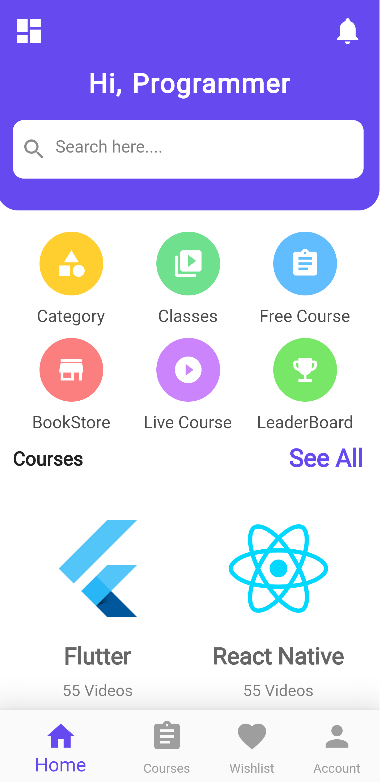 Hi, Programmer
Search here....
Category
Classes
Free Course
BookStore
Live Course
LeaderBoard
Courses
See All
Flutter
React Native
55 Videos
55 Videos
Home
Courses
Wishlist
Account